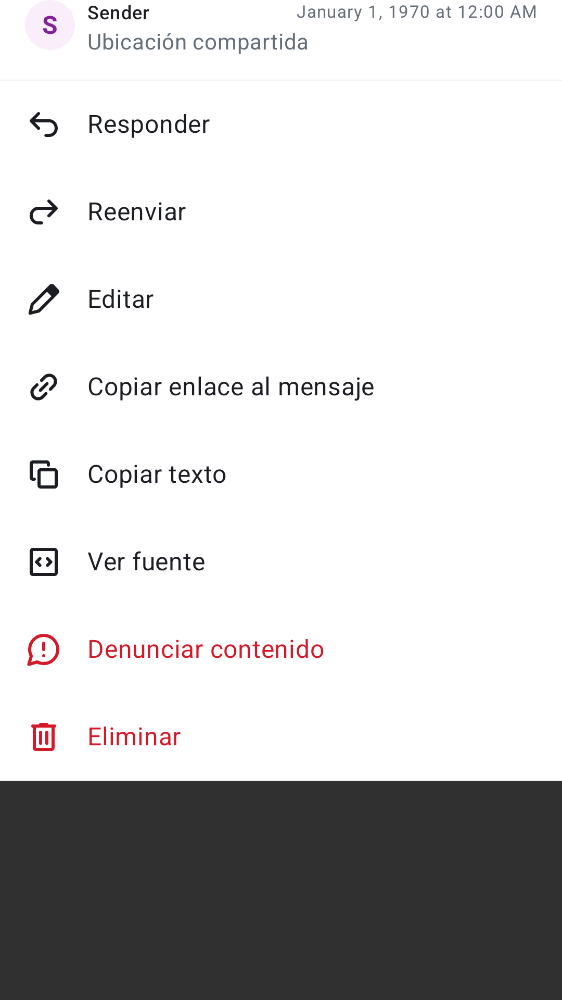 S
Sender
January 1, 1970 at 12:00 AM
Ubicación compartida
Responder
Reenviar
Editar
Copiar enlace al mensaje
Copiar texto
Ver fuente
Denunciar contenido
Eliminar